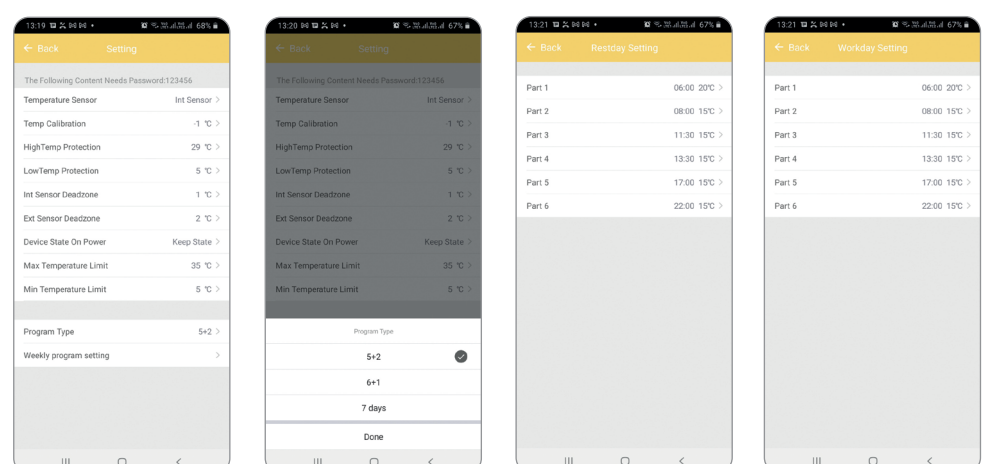 13:19 68%
← Back Setting
The Following Content Needs Password:123456
Temperature Sensor Int Sensor >
Temp Calibration -1 ℃ >
HighTemp Protection 29 ℃ >
LowTemp Protection 5 ℃ >
Int Sensor Deadzone 1 ℃ >
Ext Sensor Deadzone 2 ℃ >
Device State On Power Keep State >
Max Temperature Limit 35 ℃ >
Min Temperature Limit 5 ℃ >
Program Type 5+2 >
Weekly program setting >
13:20 67%
← Back Setting
The Following Content Needs Password:123456
Temperature Sensor Int Sensor >
Temp Calibration -1 ℃ >
HighTemp Protection 29 ℃ >
LowTemp Protection 5 ℃ >
Int Sensor Deadzone 1 ℃ >
Ext Sensor Deadzone 2 ℃ >
Device State On Power Keep State >
Max Temperature Limit 35 ℃ >
Min Temperature Limit 5 ℃ >
Program Type
5+2
6+1
7 days
Done
13:21 67%
← Back Restday Setting
Part 1 06:00 20℃ >
Part 2 08:00 15℃ >
Part 3 11:30 15℃ >
Part 4 13:30 15℃ >
Part 5 17:00 15℃ >
Part 6 22:00 15℃ >
13:21 67%
← Back Workday Setting
Part 1 06:00 20℃ >
Part 2 08:00 15℃ >
Part 3 11:30 15℃ >
Part 4 13:30 15℃ >
Part 5 17:00 15℃ >
Part 6 22:00 15℃ >